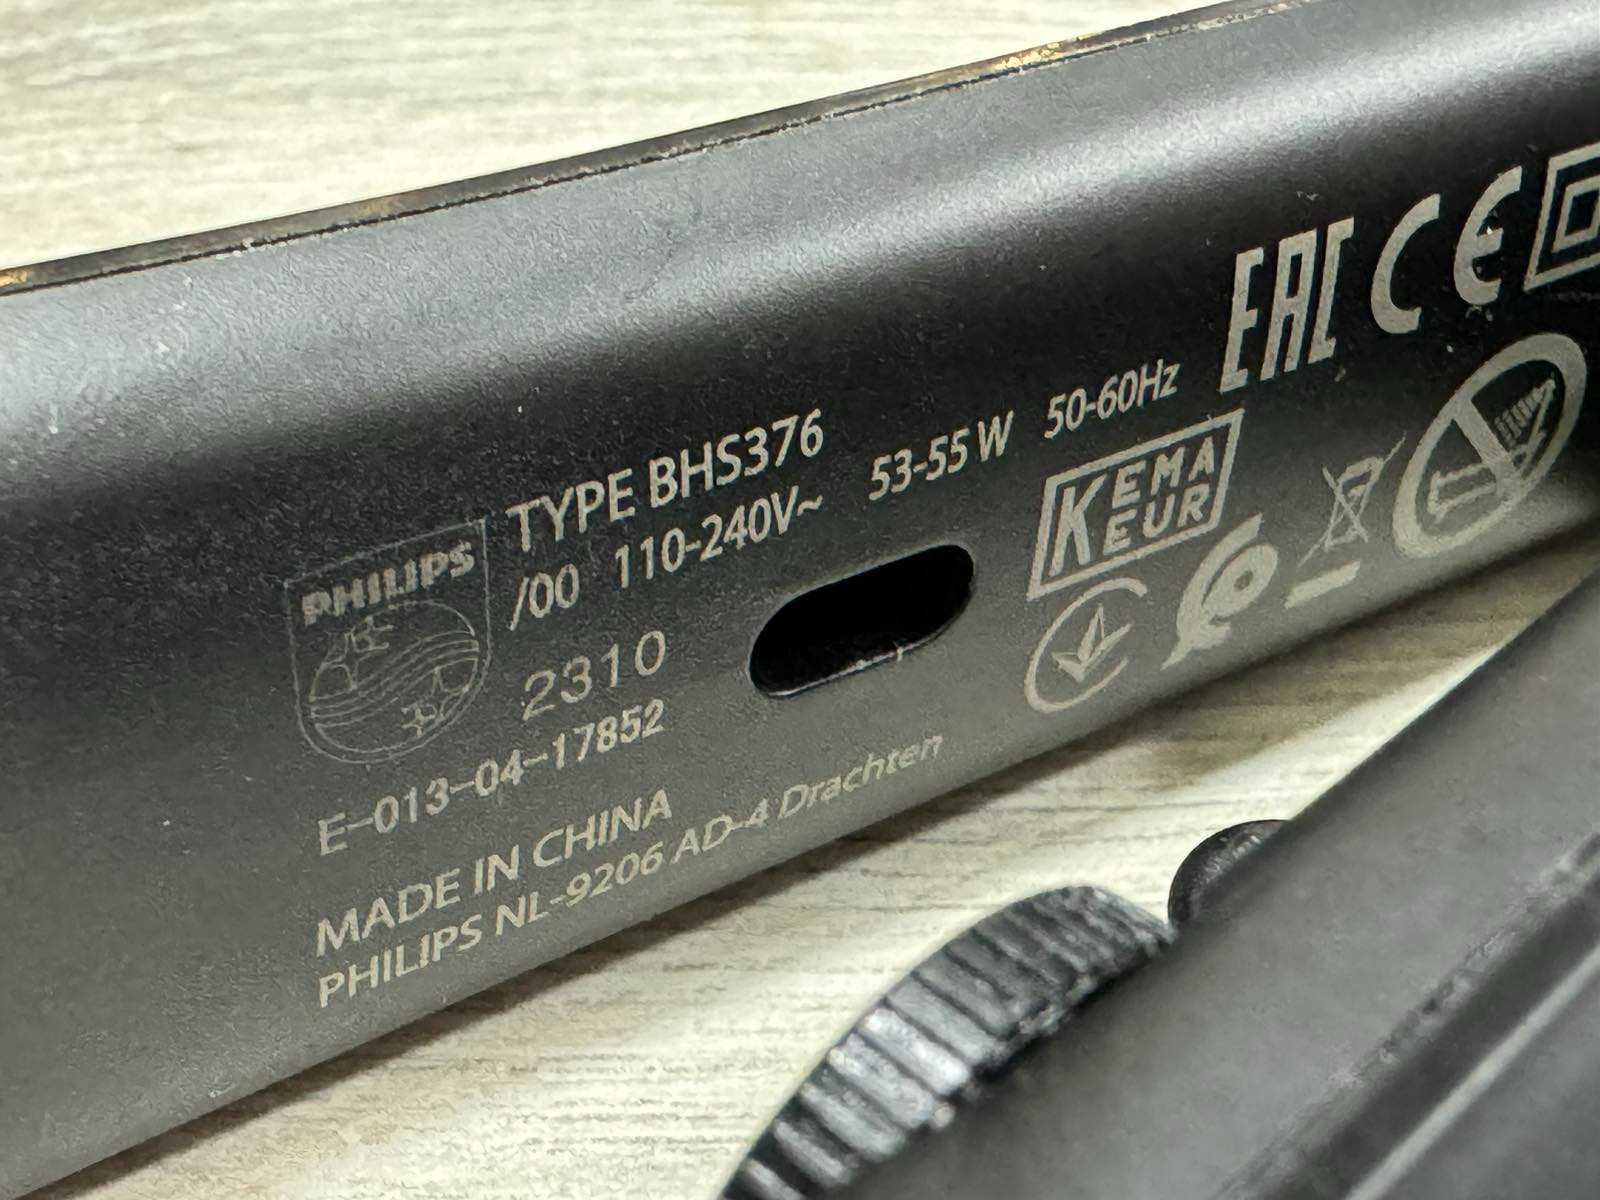 PHILIPS
TYPE BHS376
/00 110-240V~ 53-55 W 50-60Hz
2310
E-013-04-17852
MADE IN CHINA
PHILIPS NL-9206 AD-4 Drachten
EAC CE
KEMA
KEUR